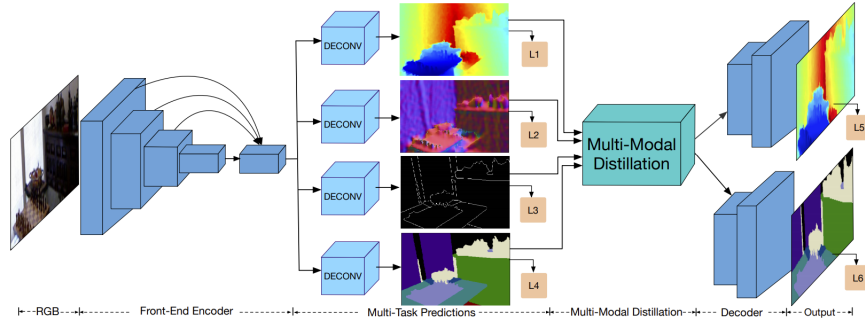 DECONV
L1
DECONV
L2
DECONV
L3
DECONV
L4
Multi-Modal
Distillation
L5
L6
RGB
Front-End Encoder
Multi-Task Predictions
Multi-Modal Distillation
Decoder
Output